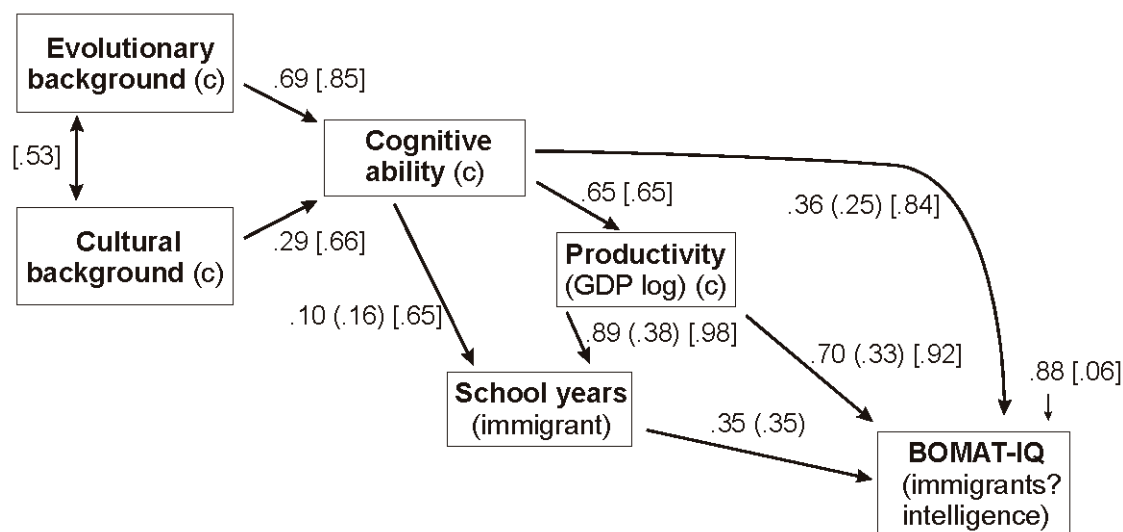 Evolutionary
background (c)
.69 [.85]
[.53]
Cognitive
ability (c)
.36 (.25) [.84]
.65 [.65]
Cultural
background (c)
.29 [.66]
Productivity
(GDP log) (c)
.10 (.16) [.65]
.89 (.38) [.98]
.70 (.33) [.92]
.88 [.06]
School years
(immigrant)
.35 (.35)
BOMAT-IQ
(immigrants?
intelligence)